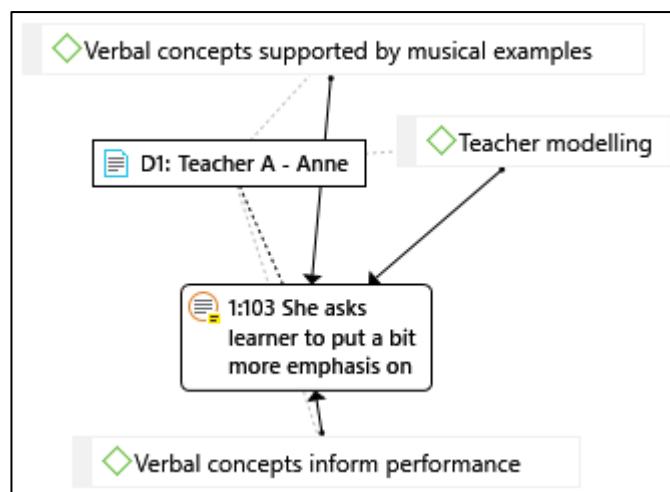 Verbal concepts supported by musical examples
D1: Teacher A - Anne
Teacher modelling
1:103 She asks
learner to put a bit
more emphasis on
Verbal concepts inform performance